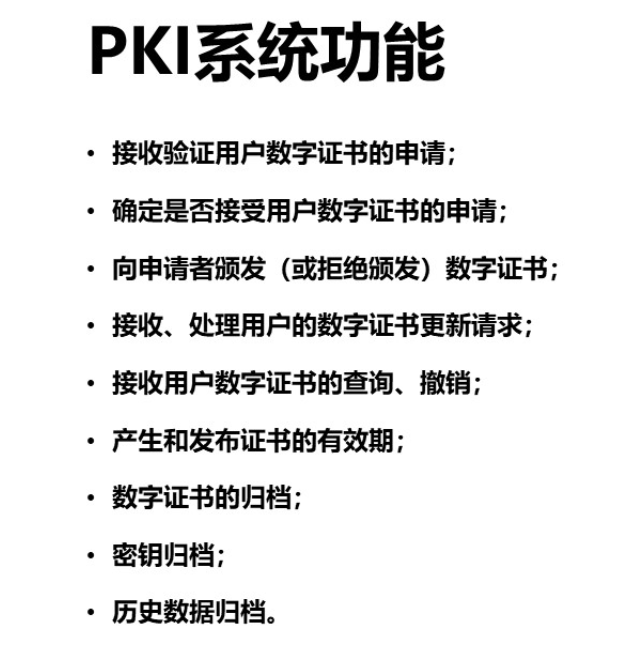 PKI系统功能
• 接收验证用户数字证书的申请；
• 确定是否接受用户数字证书的申请；
• 向申请者颁发（或拒绝颁发）数字证书；
• 接收、处理用户的数字证书更新请求；
• 接收用户数字证书的查询、撤销；
• 产生和发布证书的有效期；
• 数字证书的归档；
• 密钥归档；
• 历史数据归档。